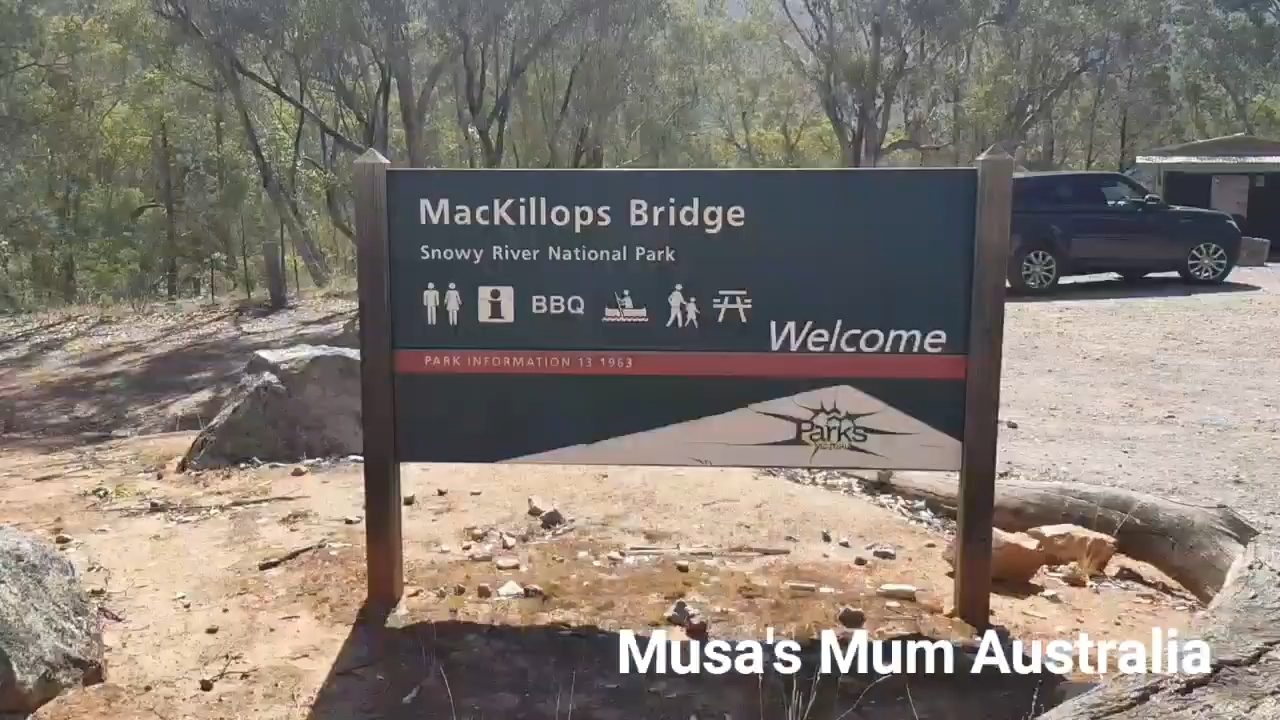 MacKillops Bridge
Snowy River National Park
i
BBQ
Welcome
PARK INFORMATION 13 1963
Parks
Musa's Mum Australia